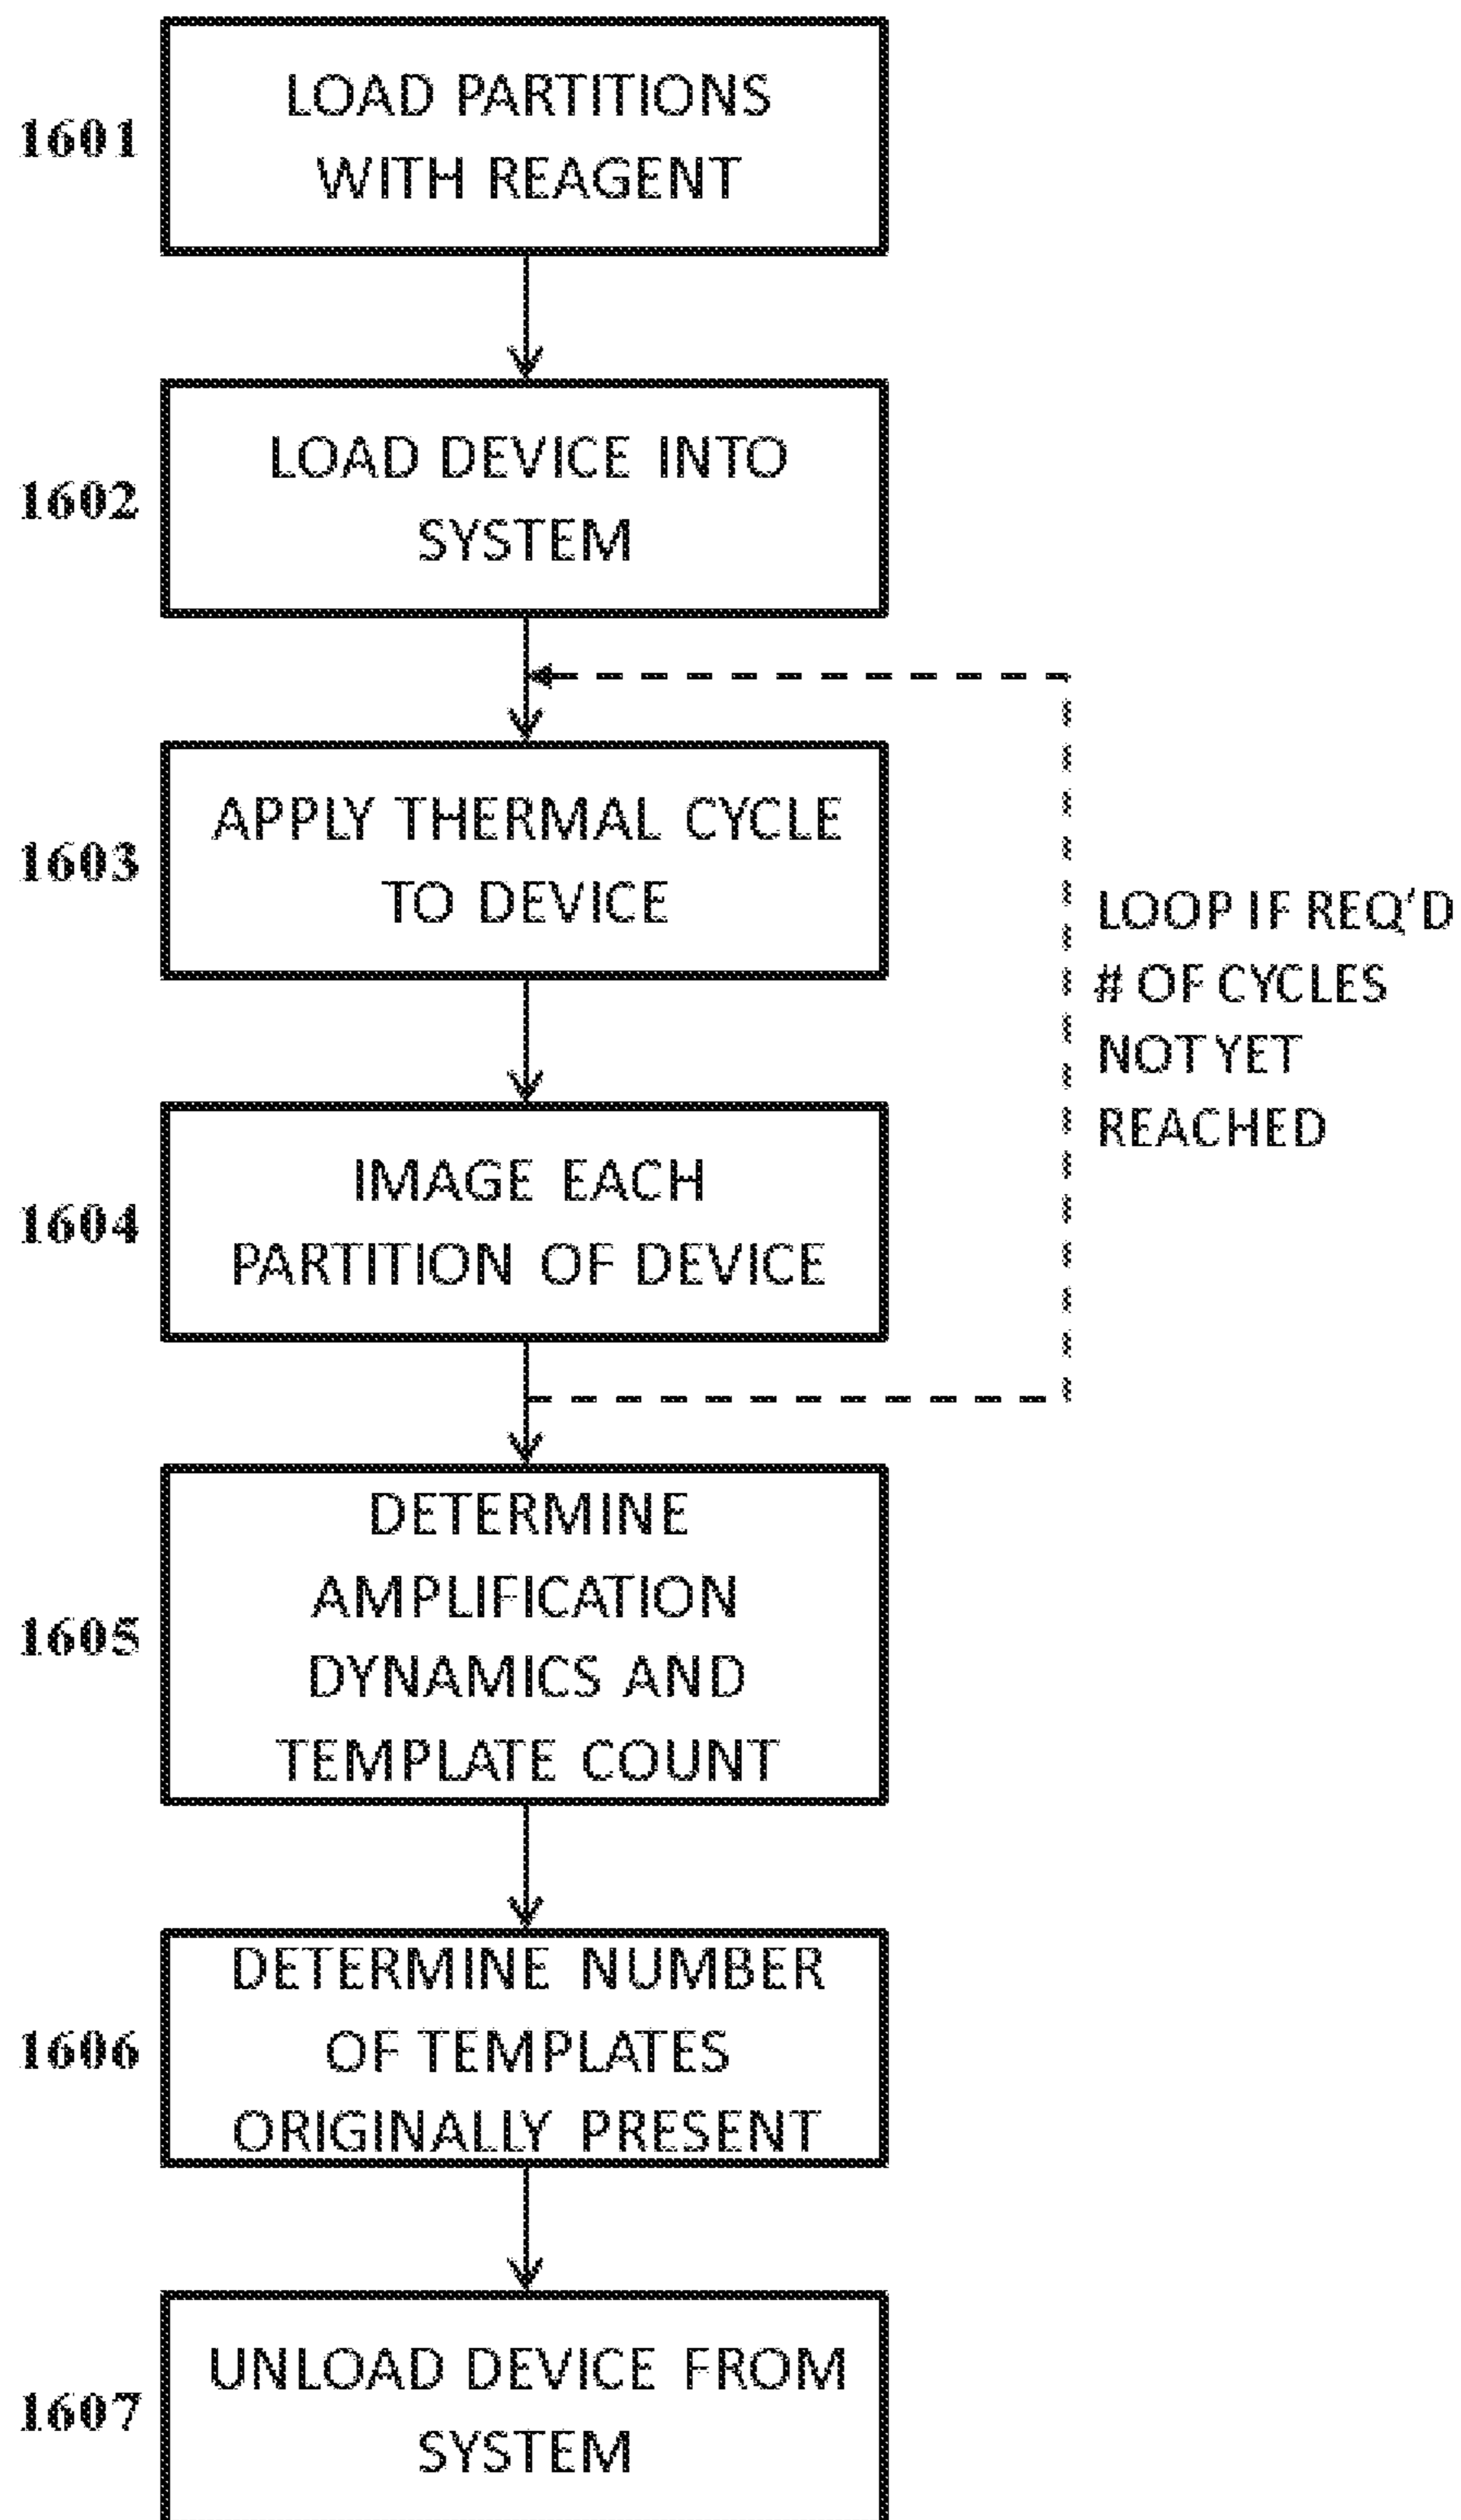 LOAD PARTITIONS
1601
WITH REAGENT
LOAD DEVICE INTO
1602
SYSTEM
APPLY THERMAL CYCLE
1603
TO DEVICE
LOOP IF REQ'D
# OF CYCLES
NOT YET
REACHED
IMAGE EACH
1604
PARTITION OF DEVICE
DETERMINE
AMPLIFICATION
1605
DYNAMICS AND
TEMPLATE COUNT
DETERMINE NUMBER
1606
OF TEMPLATES
ORIGINALLY PRESENT
UNLOAD DEVICE FROM
1607
SYSTEM